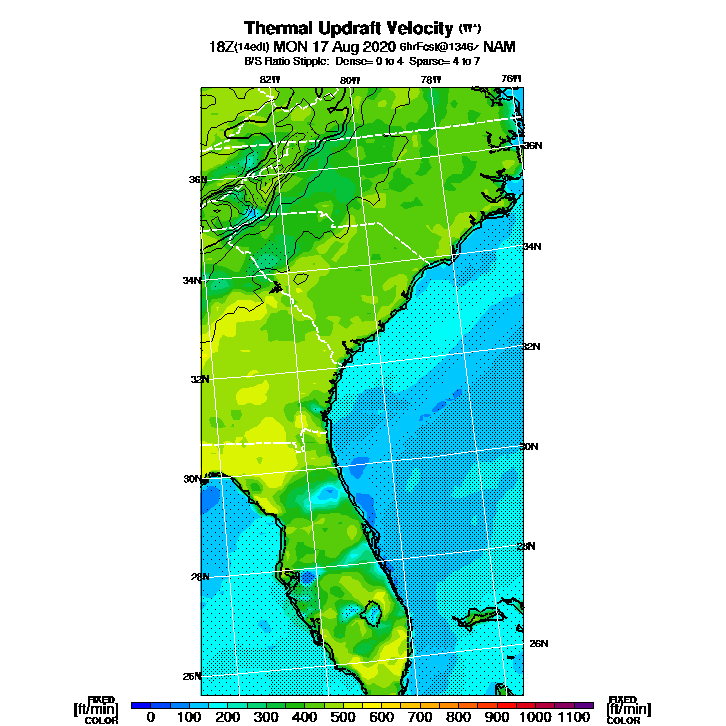 Thermal Updraft Velocity (W*)
18Z(14edt) MON 17 Aug 2020 6hrFcst@1346z NAM
B/S Ratio Stipple: Dense= 0 to 4 Sparse= 4 to 7
82W 80W 78W 76W
36N
36N
34N
34N
32N
32N
30N
30N
28N
28N
26N
26N
FIXED FIXED
[ft/min] 0 100 200 300 400 500 600 700 800 900 1000 1100 [ft/min]
COLOR COLOR